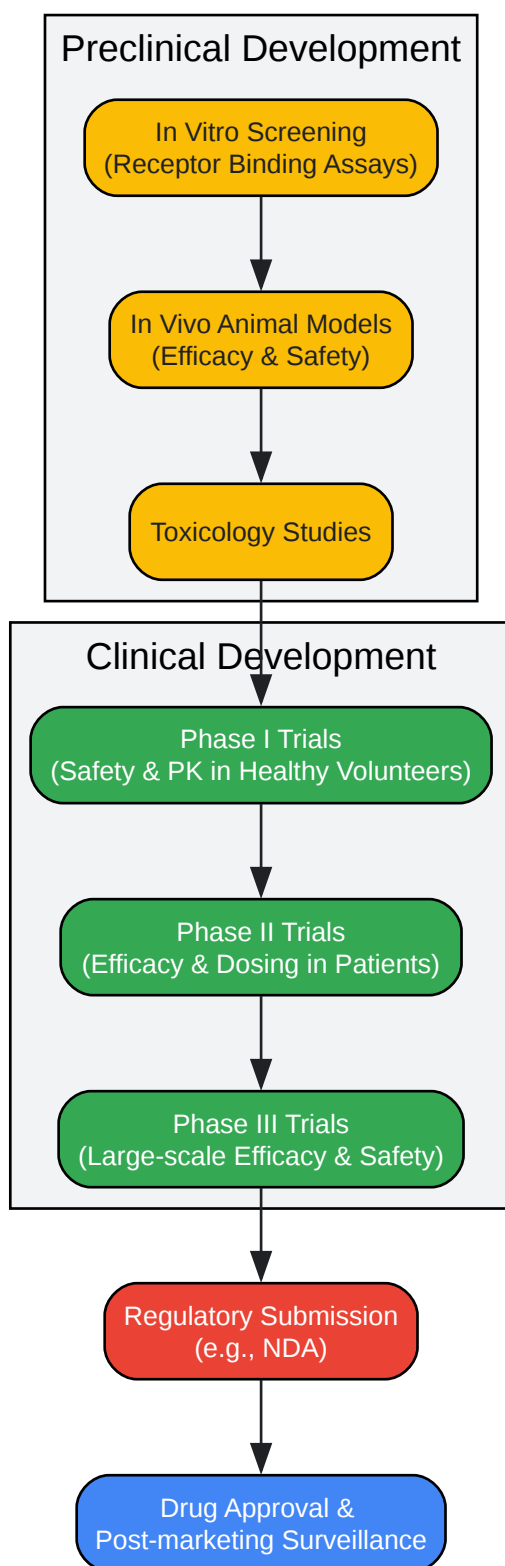 Preclinical Development
In Vitro Screening
(Receptor Binding Assays)
In Vivo Animal Models
(Efficacy & Safety)
Toxicology Studies
Clinical Development
Phase I Trials
(Safety & PK in Healthy Volunteers)
Phase II Trials
(Efficacy & Dosing in Patients)
Phase III Trials
(Large-scale Efficacy & Safety)
Regulatory Submission
(e.g., NDA)
Drug Approval &
Post-marketing Surveillance